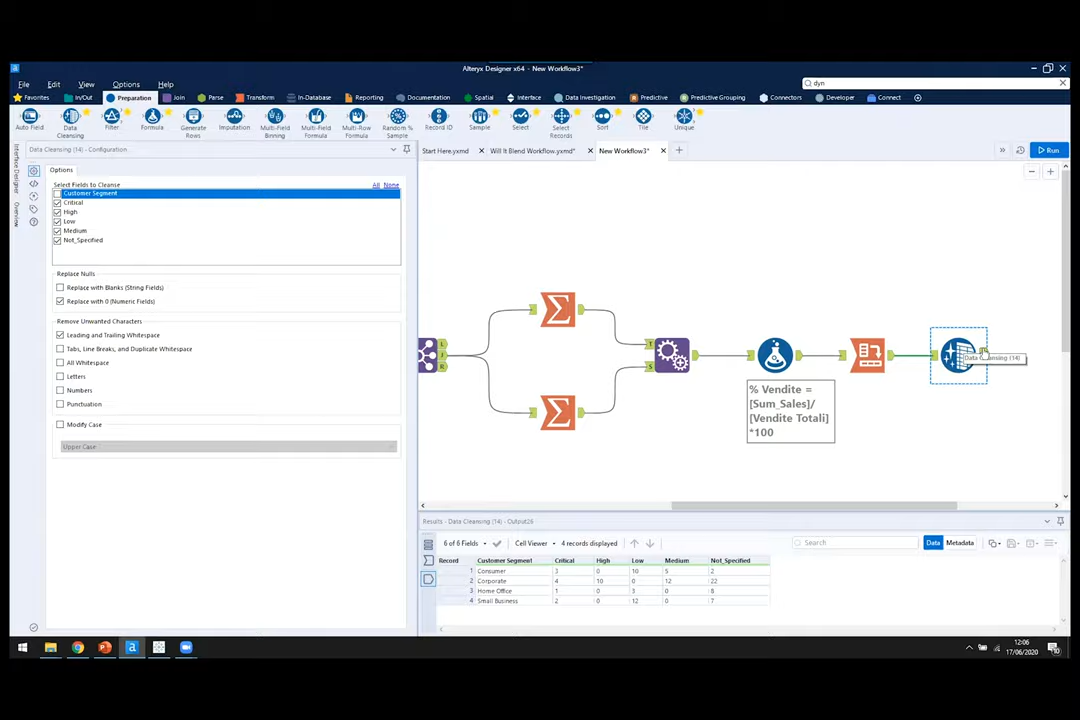 Alteryx Designer x64 - New Workflow3*
File Edit View Options Help
dyn
Favorites In/Out Preparation Join Parse Transform In-Database Reporting Documentation Spatial Interface Data Investigation Predictive Predictive Grouping Connectors Developer Connect
Auto Field Data Cleansing Filter Formula Generate Rows Imputation Multi-Field Binning Multi-Field Formula Multi-Row Formula Random % Sample Record ID Sample Select Select Records Sort Tile Unique
Data Cleansing (14) - Configuration
Start Here.yxmd Will It Blend Workflow.yxmd* New Workflow3* Run
Interface Designer
Overview
Options
Select Fields to Cleanse All None
Customer Segment
Critical
High
Low
Medium
Not_Specified
Replace Nulls
Replace with Blanks (String Fields)
Replace with 0 (Numeric Fields)
Remove Unwanted Characters
Leading and Trailing Whitespace
Tabs, Line Breaks, and Duplicate Whitespace
All Whitespace
Letters
Numbers
Punctuation
Modify Case
Upper Case
L
J
R
T
S
Data Cleansing (14)
% Vendite =
[Sum_Sales]/
[Vendite Totali]
*100
Results - Data Cleansing (14) - Output26
6 of 6 Fields Cell Viewer 4 records displayed Search Data Metadata
Record Customer Segment Critical High Low Medium Not_Specified
1 Consumer 3 0 10 5 2
2 Corporate 4 10 0 12 22
3 Home Office 1 0 3 0 8
4 Small Business 2 0 12 0 7
12:06
17/06/2020